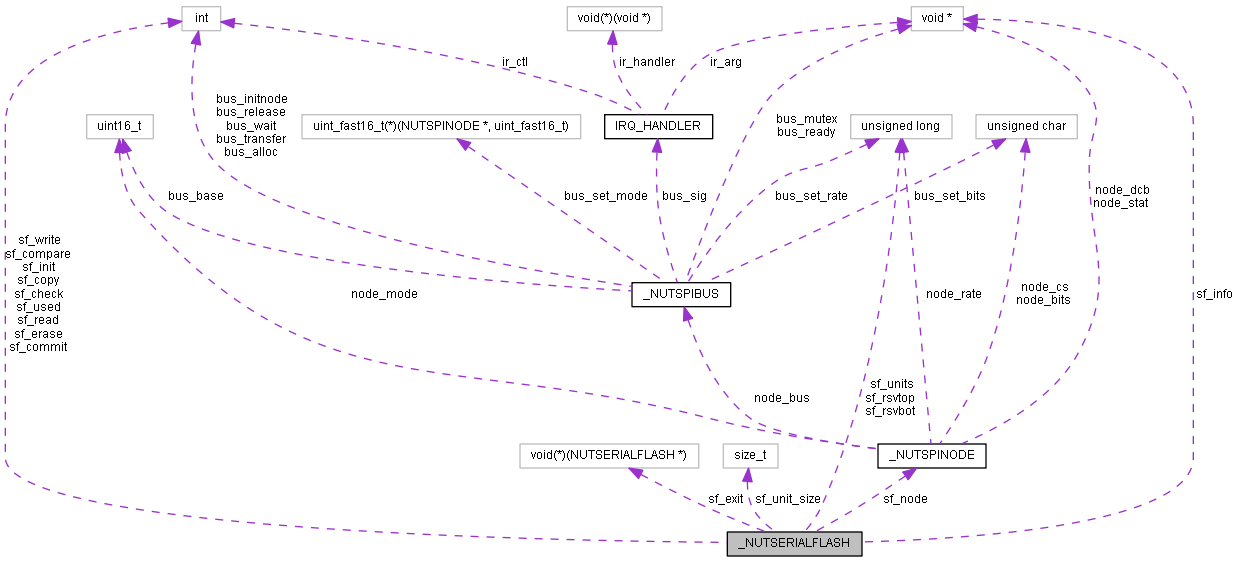 int
void(*)(void *)
void *
ir_ctl
ir_handler
ir_arg
bus_initnode
bus_release
bus_wait
bus_transfer
bus_alloc
uint16_t
uint_fast16_t(*)(NUTSPINODE *, uint_fast16_t)
IRQ_HANDLER
bus_mutex
bus_ready
unsigned long
unsigned char
bus_base
bus_set_mode
bus_sig
bus_set_rate
bus_set_bits
node_dcb
node_stat
sf_write
sf_compare
sf_init
sf_copy
sf_check
sf_used
sf_read
sf_erase
sf_commit
node_mode
_NUTSPIBUS
node_rate
node_cs
node_bits
sf_info
node_bus
sf_units
sf_rsvtop
sf_rsvbot
void(*)(NUTSERIALFLASH *)
size_t
_NUTSPINODE
sf_exit
sf_unit_size
sf_node
_NUTSERIALFLASH